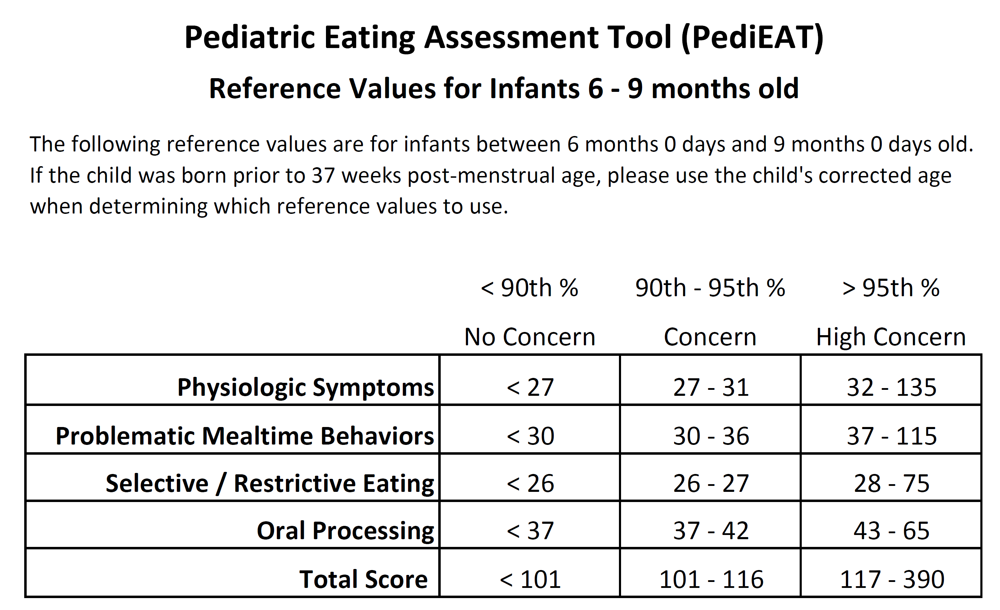 Pediatric Eating Assessment Tool (PediEAT)
Reference Values for Infants 6 - 9 months old
The following reference values are for infants between 6 months 0 days and 9 months 0 days old.
If the child was born prior to 37 weeks post-menstrual age, please use the child's corrected age
when determining which reference values to use.
< 90th % 90th - 95th % > 95th %
No Concern Concern High Concern
Physiologic Symptoms < 27 27 - 31 32 - 135
Problematic Mealtime Behaviors < 30 30 - 36 37 - 115
Selective / Restrictive Eating < 26 26 - 27 28 - 75
Oral Processing < 37 37 - 42 43 - 65
Total Score < 101 101 - 116 117 - 390